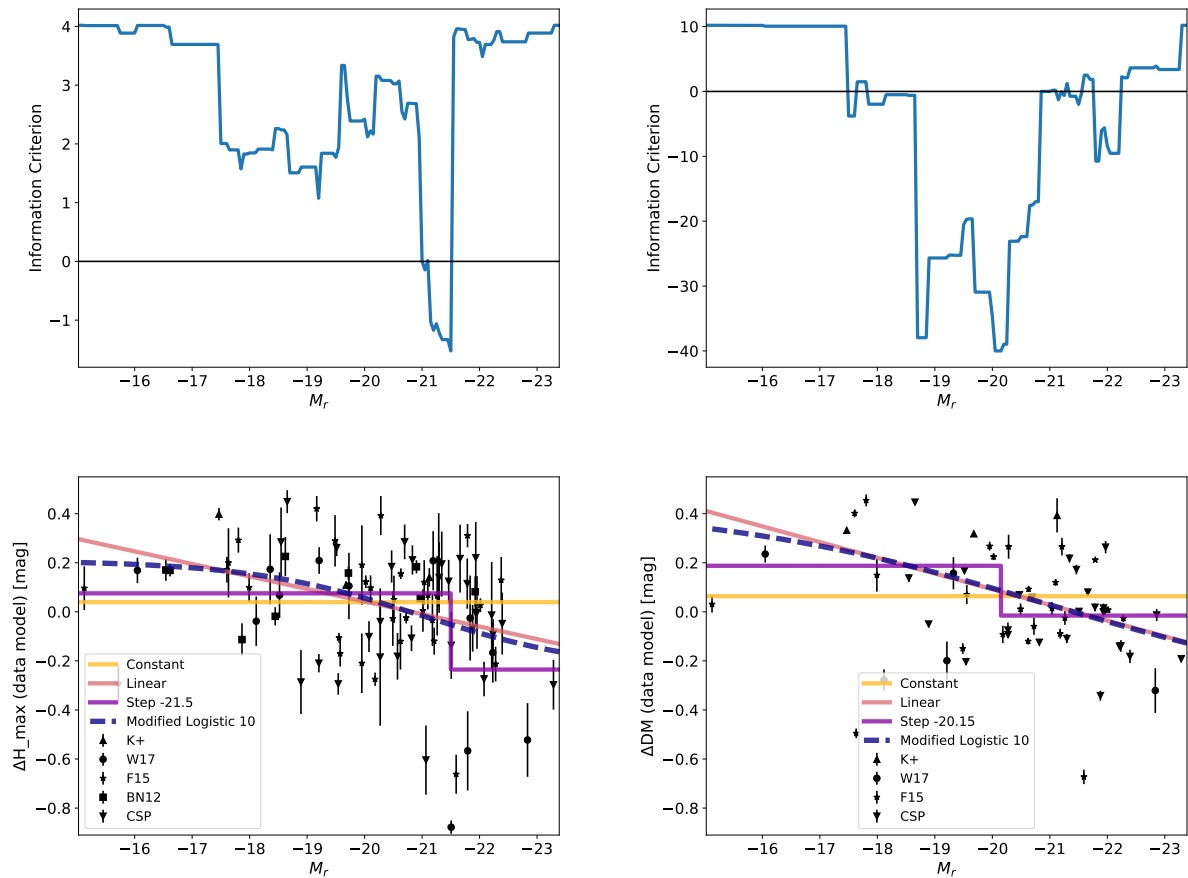 4
3
2
1
0
−1
Information Criterion
−16
−17
−18
−19
−20
−21
−22
−23
M_r
10
0
−10
−20
−30
−40
Information Criterion
−16
−17
−18
−19
−20
−21
−22
−23
M_r
0.4
0.2
0.0
−0.2
−0.4
−0.6
−0.8
ΔH_max (data model) [mag]
Constant
Linear
Step -21.5
Modified Logistic 10
K+
W17
F15
BN12
CSP
−16
−17
−18
−19
−20
−21
−22
−23
M_r
0.4
0.2
0.0
−0.2
−0.4
−0.6
−0.8
ΔDM (data model) [mag]
Constant
Linear
Step -20.15
Modified Logistic 10
K+
W17
F15
CSP
−16
−17
−18
−19
−20
−21
−22
−23
M_r